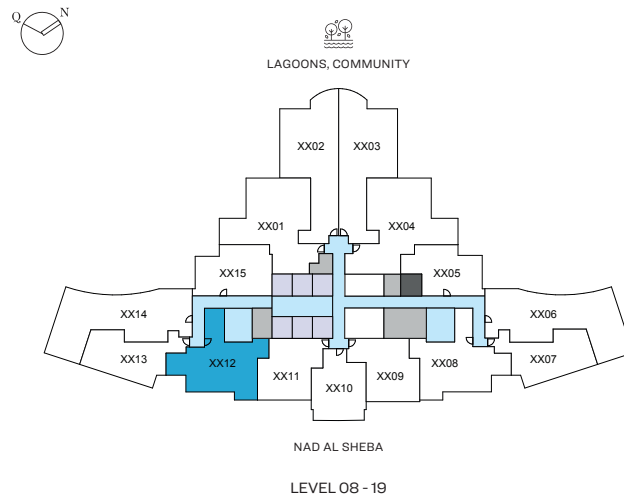 Q N
LAGOONS, COMMUNITY
XX02 XX03
XX01 XX04
XX15 XX05
XX14 XX06
XX13 XX12 XX08 XX07
XX11 XX10 XX09
NAD AL SHEBA
LEVEL 08 - 19